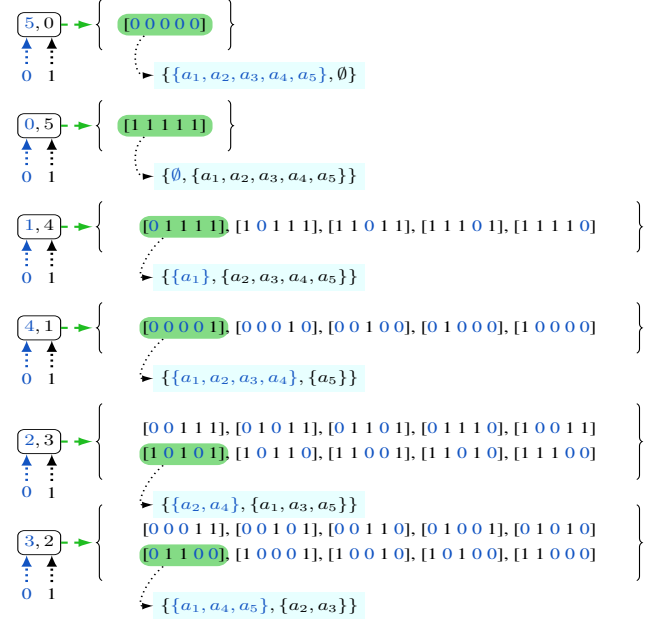 5, 0 { [0 0 0 0 0] }
0 1 {{a₁, a₂, a₃, a₄, a₅}, ∅}
0, 5 { [1 1 1 1 1] }
0 1 {∅, {a₁, a₂, a₃, a₄, a₅}}
1, 4 { [0 1 1 1 1], [1 0 1 1 1], [1 1 0 1 1], [1 1 1 0 1], [1 1 1 1 0] }
0 1 {{a₁}, {a₂, a₃, a₄, a₅}}
4, 1 { [0 0 0 0 1], [0 0 0 1 0], [0 0 1 0 0], [0 1 0 0 0], [1 0 0 0 0] }
0 1 {{a₁, a₂, a₃, a₄}, {a₅}}
[0 0 1 1 1], [0 1 0 1 1], [0 1 1 0 1], [0 1 1 1 0], [1 0 0 1 1]
2, 3 { [1 0 1 0 1], [1 0 1 1 0], [1 1 0 0 1], [1 1 0 1 0], [1 1 1 0 0] }
0 1 {{a₂, a₄}, {a₁, a₃, a₅}}
[0 0 0 1 1], [0 0 1 0 1], [0 0 1 1 0], [0 1 0 0 1], [0 1 0 1 0]
3, 2 { [0 1 1 0 0], [1 0 0 0 1], [1 0 0 1 0], [1 0 1 0 0], [1 1 0 0 0] }
0 1 {{a₁, a₄, a₅}, {a₂, a₃}}